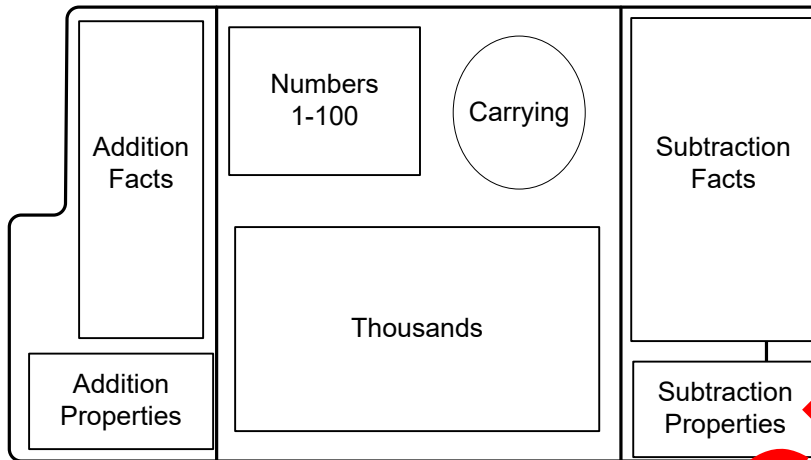 Addition
Facts
Numbers
1-100
Carrying
Subtraction
Facts
Thousands
Addition
Properties
Subtraction
Properties